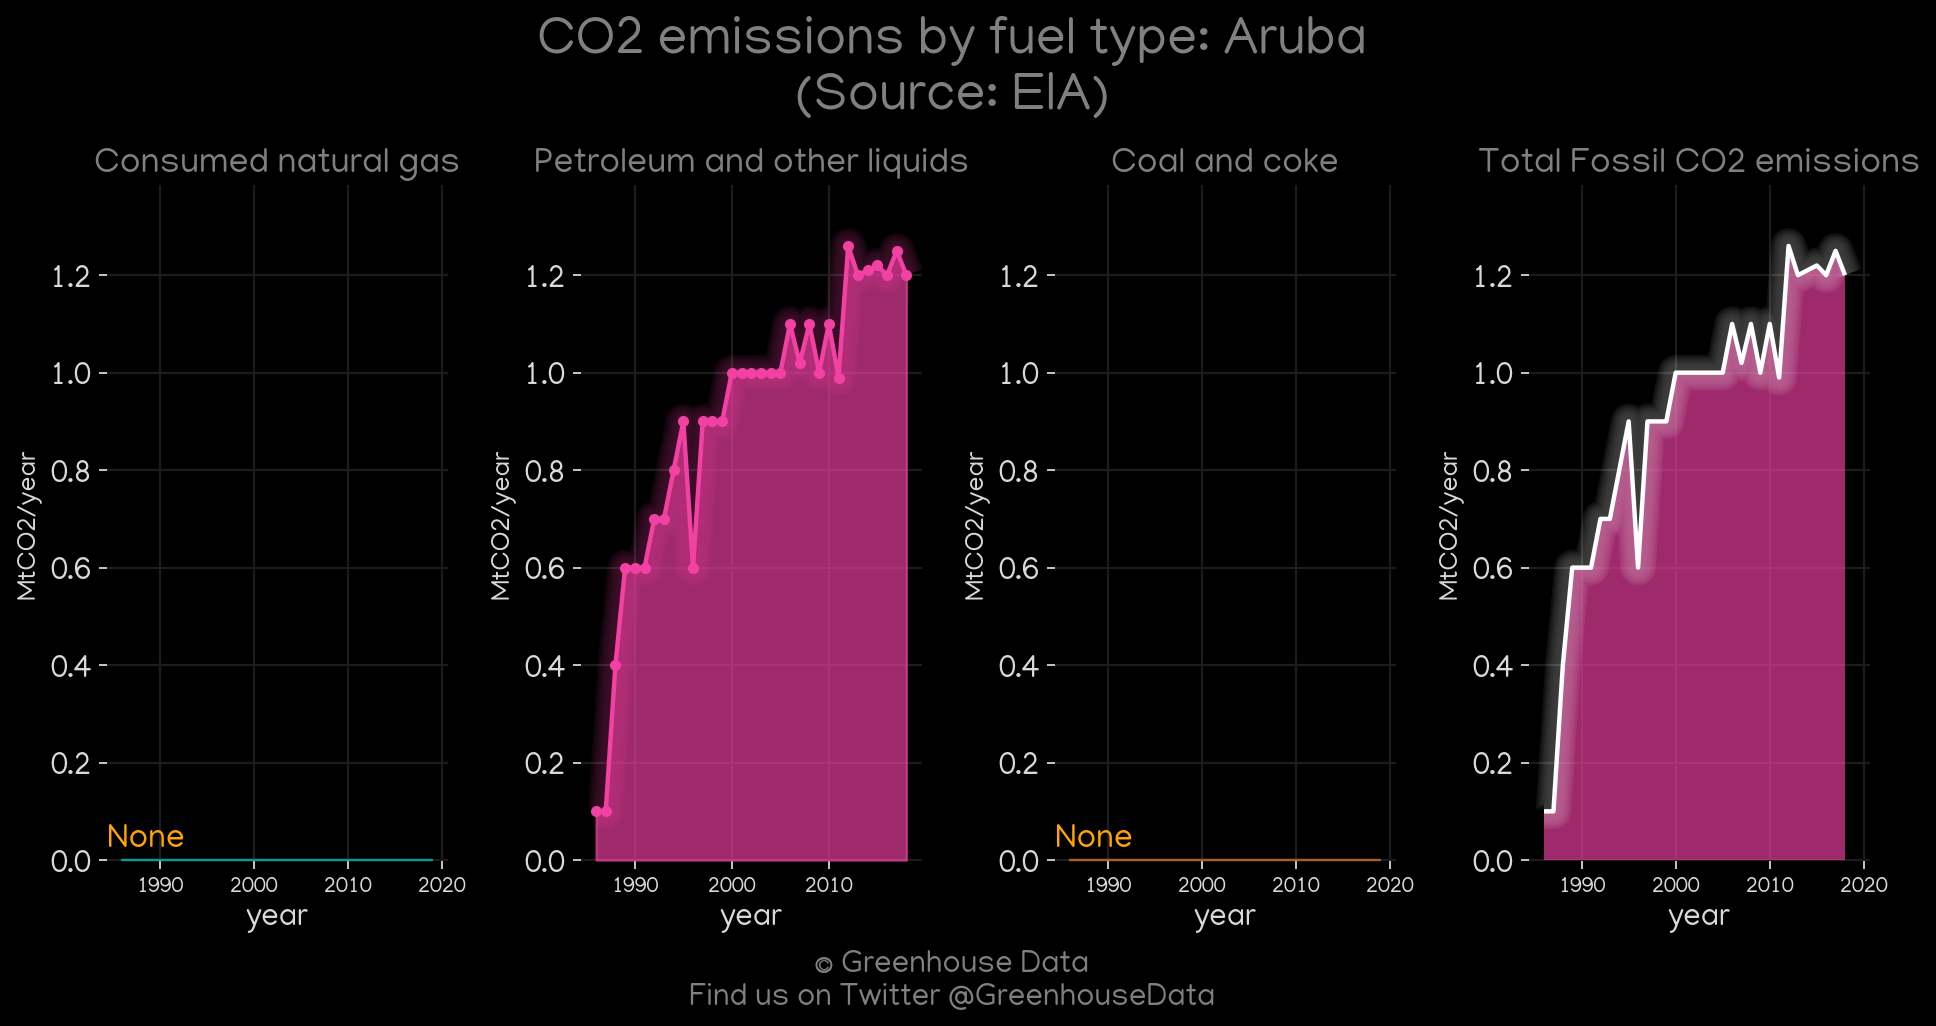 CO2 emissions by fuel type: Aruba
(Source: EIA)
Consumed natural gas
Petroleum and other liquids
Coal and coke
Total Fossil CO2 emissions
MtCO2/year
1.2
1.0
0.8
0.6
0.4
0.2
0.0
None
1990 2000 2010 2020
year
MtCO2/year
1.2
1.0
0.8
0.6
0.4
0.2
0.0
1990 2000 2010
year
MtCO2/year
1.2
1.0
0.8
0.6
0.4
0.2
0.0
None
1990 2000 2010 2020
year
MtCO2/year
1.2
1.0
0.8
0.6
0.4
0.2
0.0
1990 2000 2010 2020
year
© Greenhouse Data
Find us on Twitter @GreenhouseData